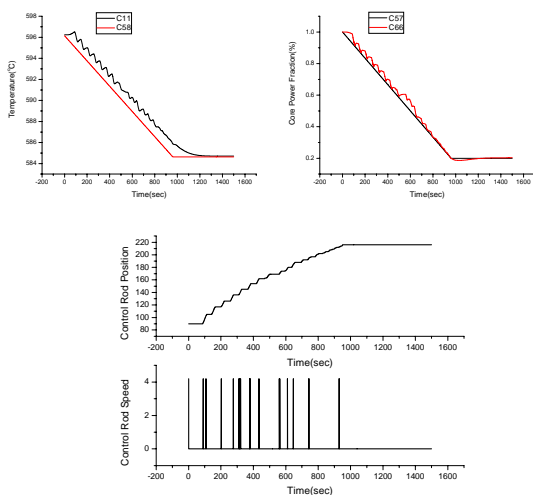 C11
C58
598
596
594
592
590
588
586
584
Temperature(°C)
-200 0 200 400 600 800 1000 1200 1400 1600
Time(sec)
C57
C66
1.0
0.8
0.6
0.4
0.2
Core Power Fraction(%)
-200 0 200 400 600 800 1000 1200 1400 1600
Time(sec)
220
200
180
160
140
120
100
80
Control Rod Position
-200 0 200 400 600 800 1000 1200 1400 1600
Time(sec)
4
2
0
Control Rod Speed
-200 0 200 400 600 800 1000 1200 1400 1600
Time(sec)